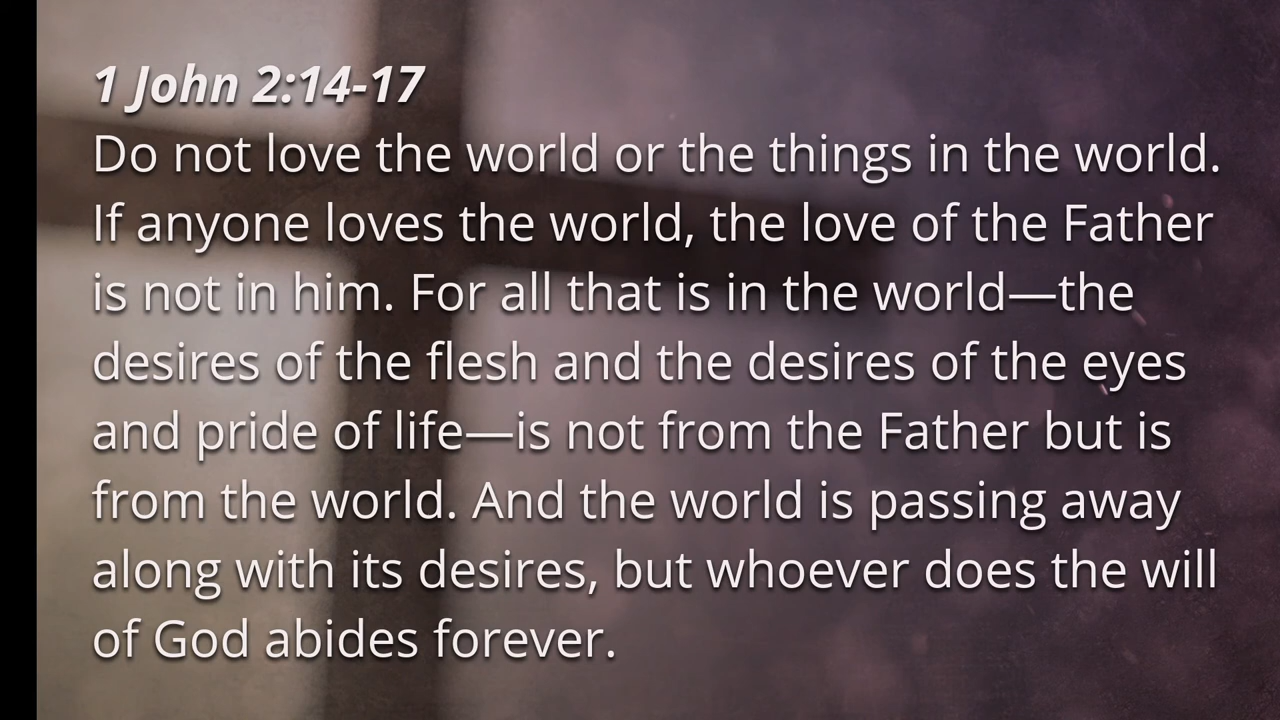 1 John 2:14-17
Do not love the world or the things in the world.
If anyone loves the world, the love of the Father
is not in him. For all that is in the world—the
desires of the flesh and the desires of the eyes
and pride of life—is not from the Father but is
from the world. And the world is passing away
along with its desires, but whoever does the will
of God abides forever.